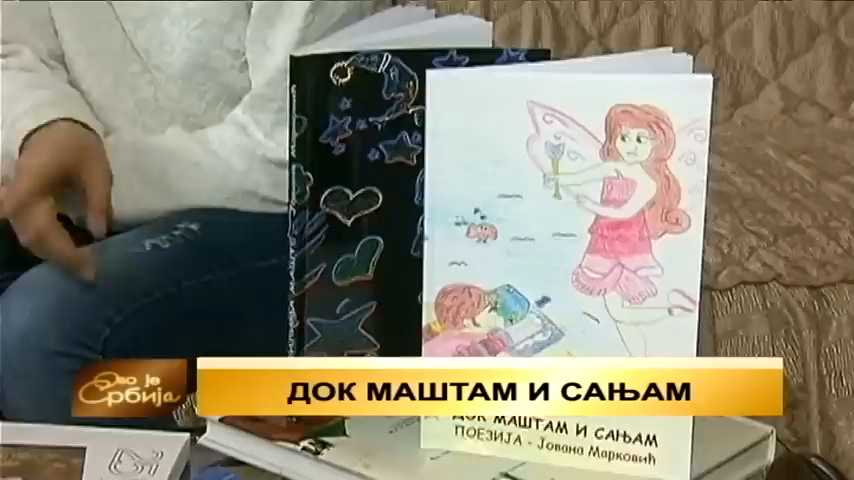 Ово је
Србија
ДОК МАШТАМ И САЊАМ
ДОК МАШТАМ И САЊАМ
ПОЕЗИЈА - Јована Марковић